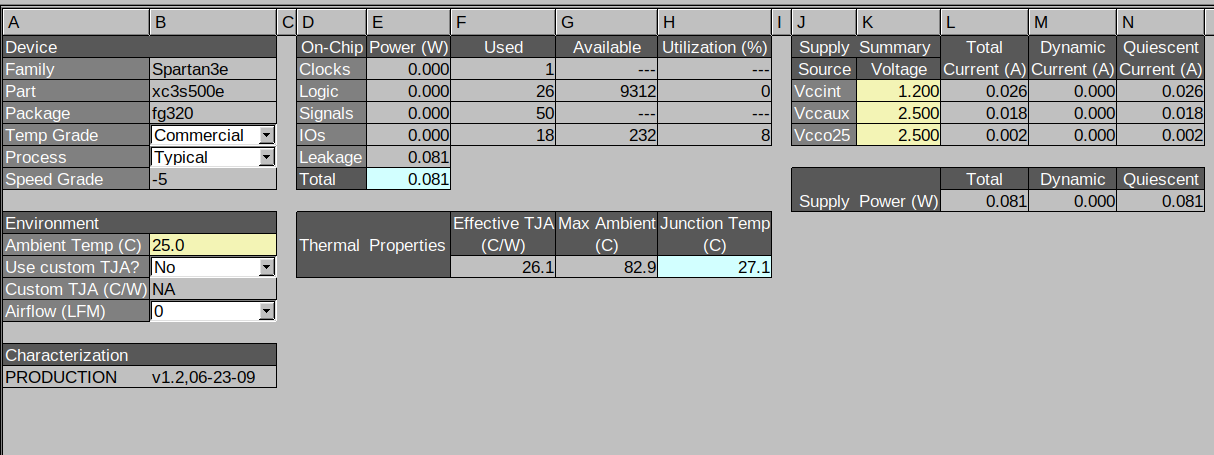 A B C D E F G H I J K L M N
Device On-Chip Power (W) Used Available Utilization (%) Supply Summary Total Dynamic Quiescent
Family Spartan3e Clocks 0.000 1 --- --- Source Voltage Current (A) Current (A) Current (A)
Part xc3s500e Logic 0.000 26 9312 0 Vccint 1.200 0.026 0.000 0.026
Package fg320 Signals 0.000 50 --- --- Vccaux 2.500 0.018 0.000 0.018
Temp Grade Commercial IOs 0.000 18 232 8 Vcco25 2.500 0.002 0.000 0.002
Process Typical Leakage 0.081
Speed Grade -5 Total 0.081 Total Dynamic Quiescent
Supply Power (W) 0.081 0.000 0.081
Environment Effective TJA Max Ambient Junction Temp
Ambient Temp (C) 25.0 Thermal Properties (C/W) (C) (C)
Use custom TJA? No 26.1 82.9 27.1
Custom TJA (C/W) NA
Airflow (LFM) 0
Characterization
PRODUCTION v1.2,06-23-09